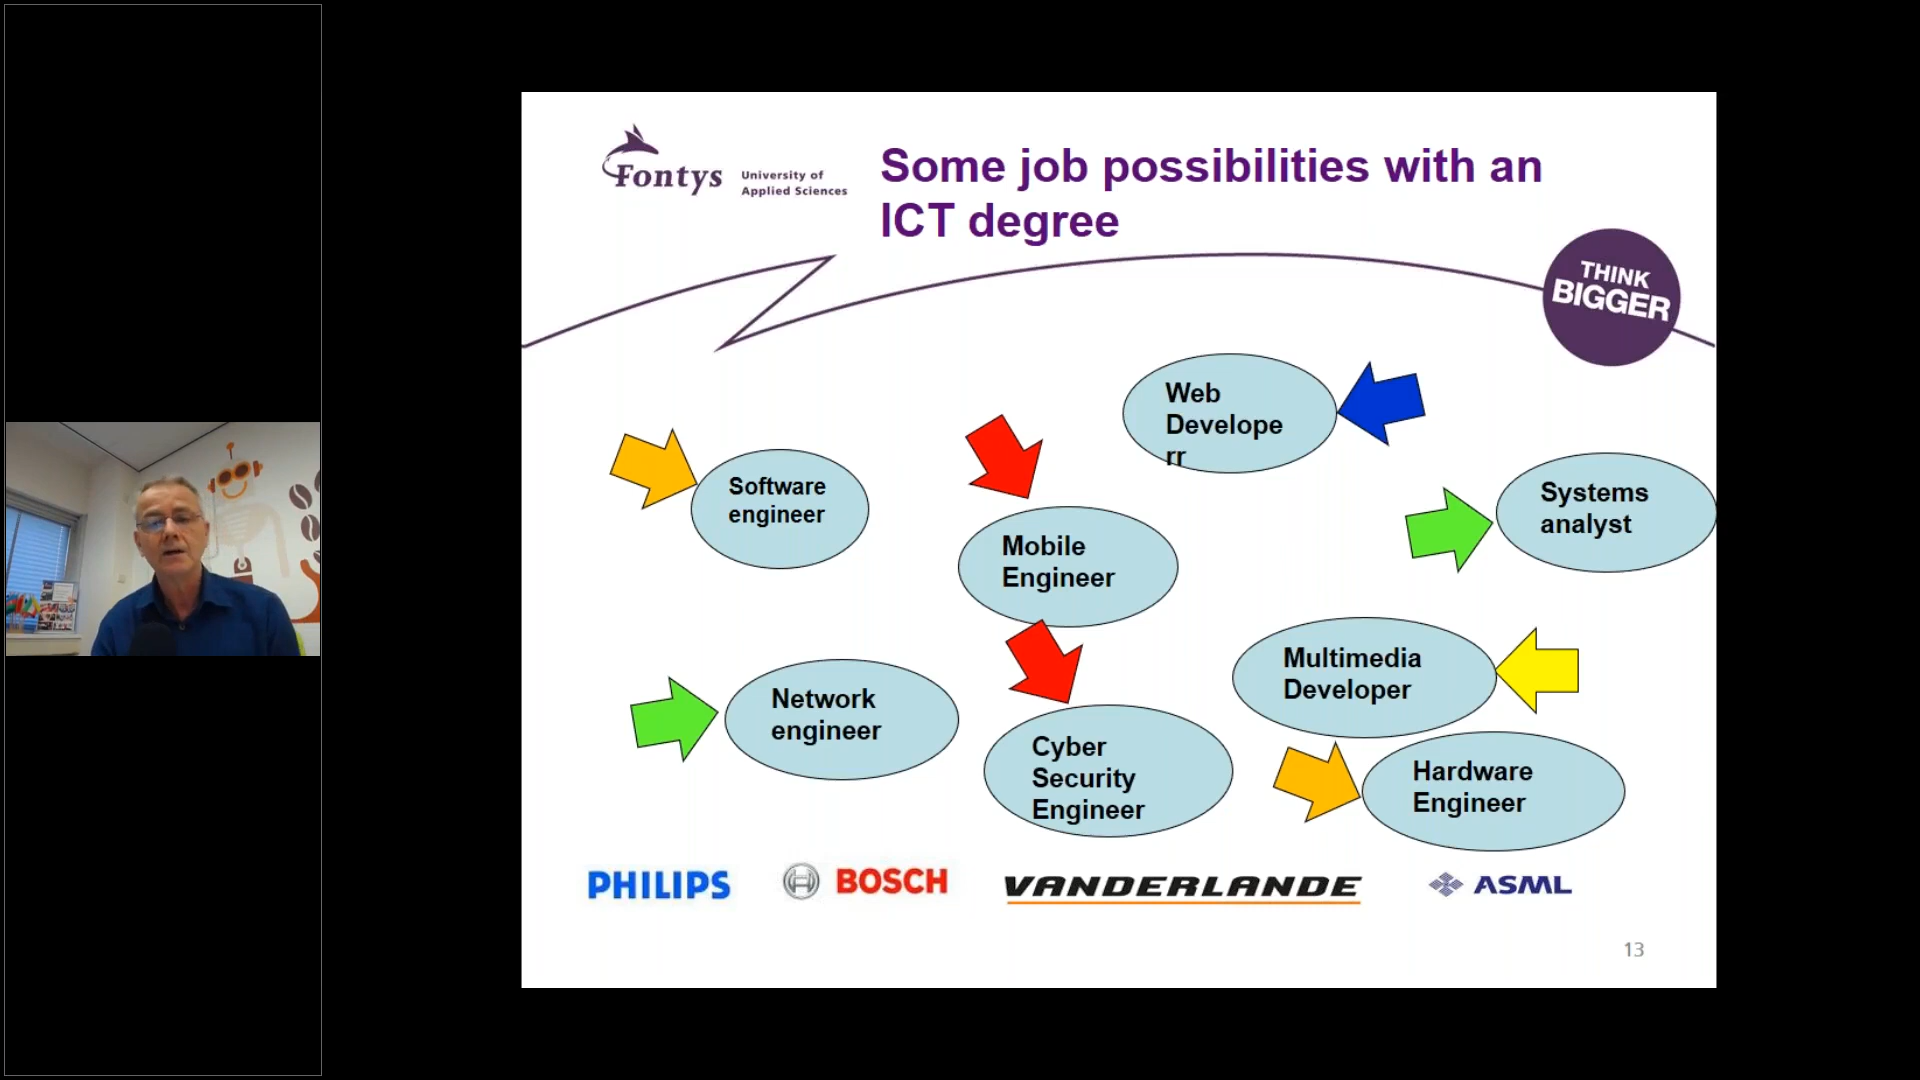 Fontys University of
Applied Sciences
Some job possibilities with an
ICT degree
THINK
BIGGER
Web
Develope
rr
Software
engineer
Systems
analyst
Mobile
Engineer
Multimedia
Developer
Network
engineer
Cyber
Security
Engineer
Hardware
Engineer
PHILIPS
BOSCH
VANDERLANDE
ASML
13